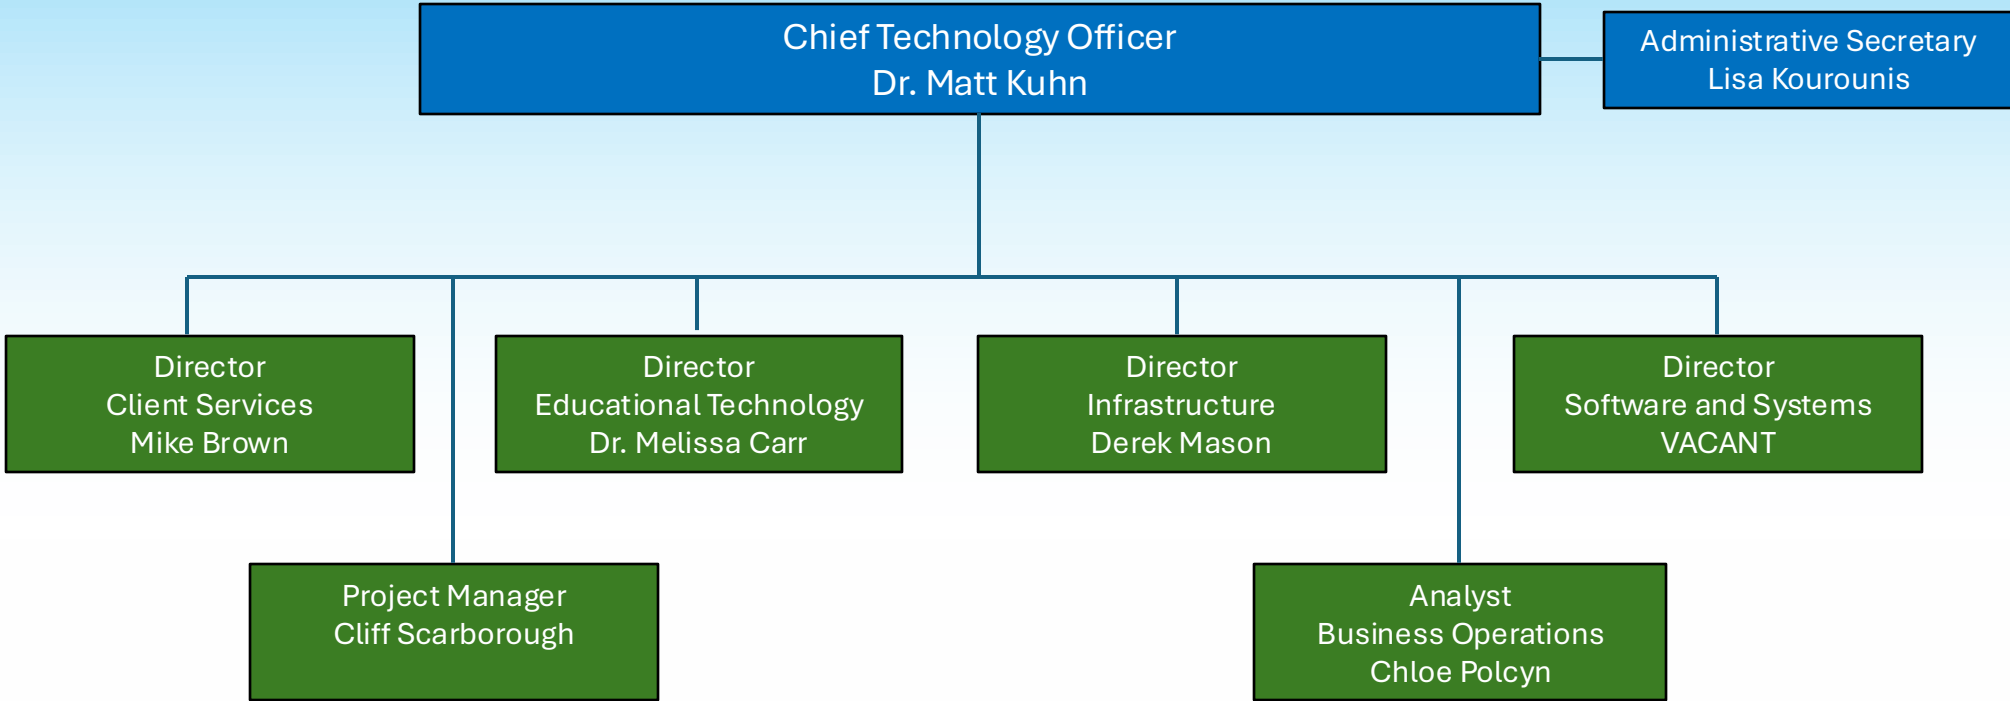 Chief Technology Officer
Dr. Matt Kuhn
Administrative Secretary
Lisa Kourounis
Director
Client Services
Mike Brown
Director
Educational Technology
Dr. Melissa Carr
Director
Infrastructure
Derek Mason
Director
Software and Systems
VACANT
Project Manager
Cliff Scarborough
Analyst
Business Operations
Chloe Polcyn